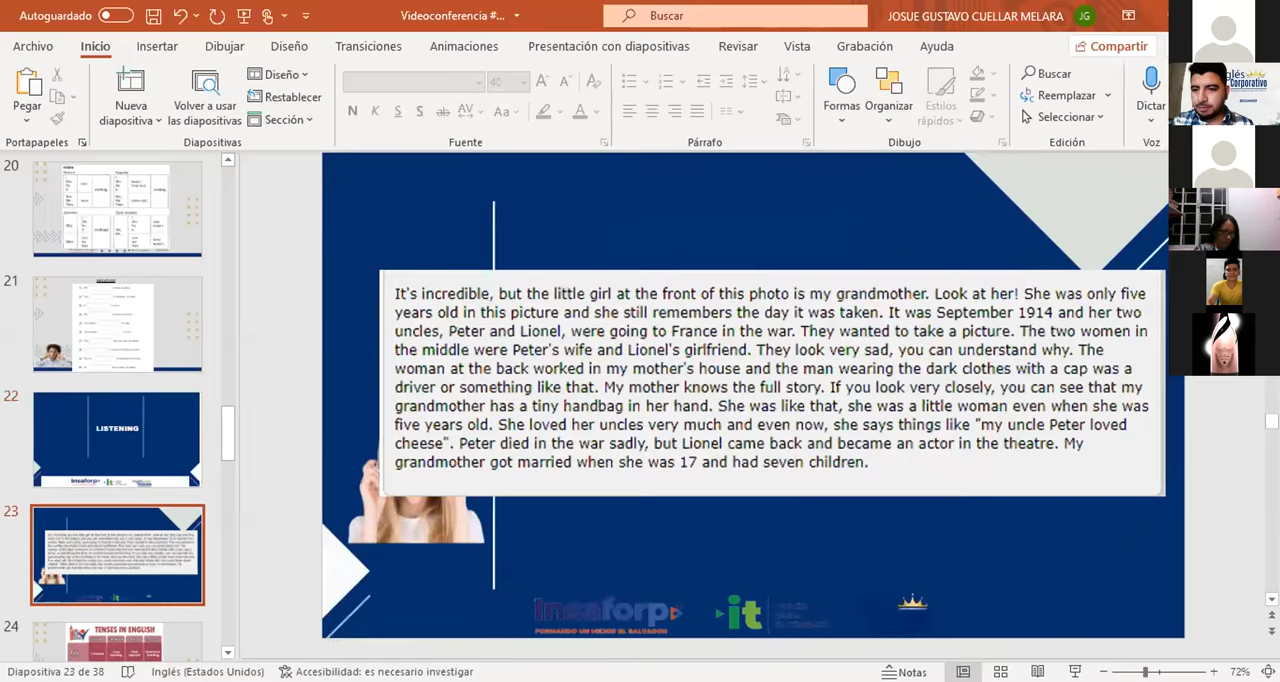 Autoguardado
Videoconferencia #...
Buscar
JOSUE GUSTAVO CUELLAR MELARA
JG
Archivo
Inicio
Insertar
Dibujar
Diseño
Transiciones
Animaciones
Presentación con diapositivas
Revisar
Vista
Grabación
Ayuda
Compartir
Pegar
Nueva
diapositiva
Volver a usar
las diapositivas
Diseño
Restablecer
Sección
40
N K S S ab AV Aa A
Formas
Organizar
Estilos
rápidos
Buscar
Reemplazar
Seleccionar
Dictar
Portapapeles
Diapositivas
Fuente
Párrafo
Dibujo
Edición
Voz
20
21
22
LISTENING
23
24
TENSES IN ENGLISH
It's incredible, but the little girl at the front of this photo is my grandmother. Look at her! She was only five
years old in this picture and she still remembers the day it was taken. It was September 1914 and her two
uncles, Peter and Lionel, were going to France in the war. They wanted to take a picture. The two women in
the middle were Peter's wife and Lionel's girlfriend. They look very sad, you can understand why. The
woman at the back worked in my mother's house and the man wearing the dark clothes with a cap was a
driver or something like that. My mother knows the full story. If you look very closely, you can see that my
grandmother has a tiny handbag in her hand. She was like that, she was a little woman even when she was
five years old. She loved her uncles very much and even now, she says things like "my uncle Peter loved
cheese". Peter died in the war sadly, but Lionel came back and became an actor in the theatre. My
grandmother got married when she was 17 and had seven children.
insaforp
FORMANDO UN MEJOR EL SALVADOR
it
Diapositiva 23 de 38
Inglés (Estados Unidos)
Accesibilidad: es necesario investigar
Notas
72%